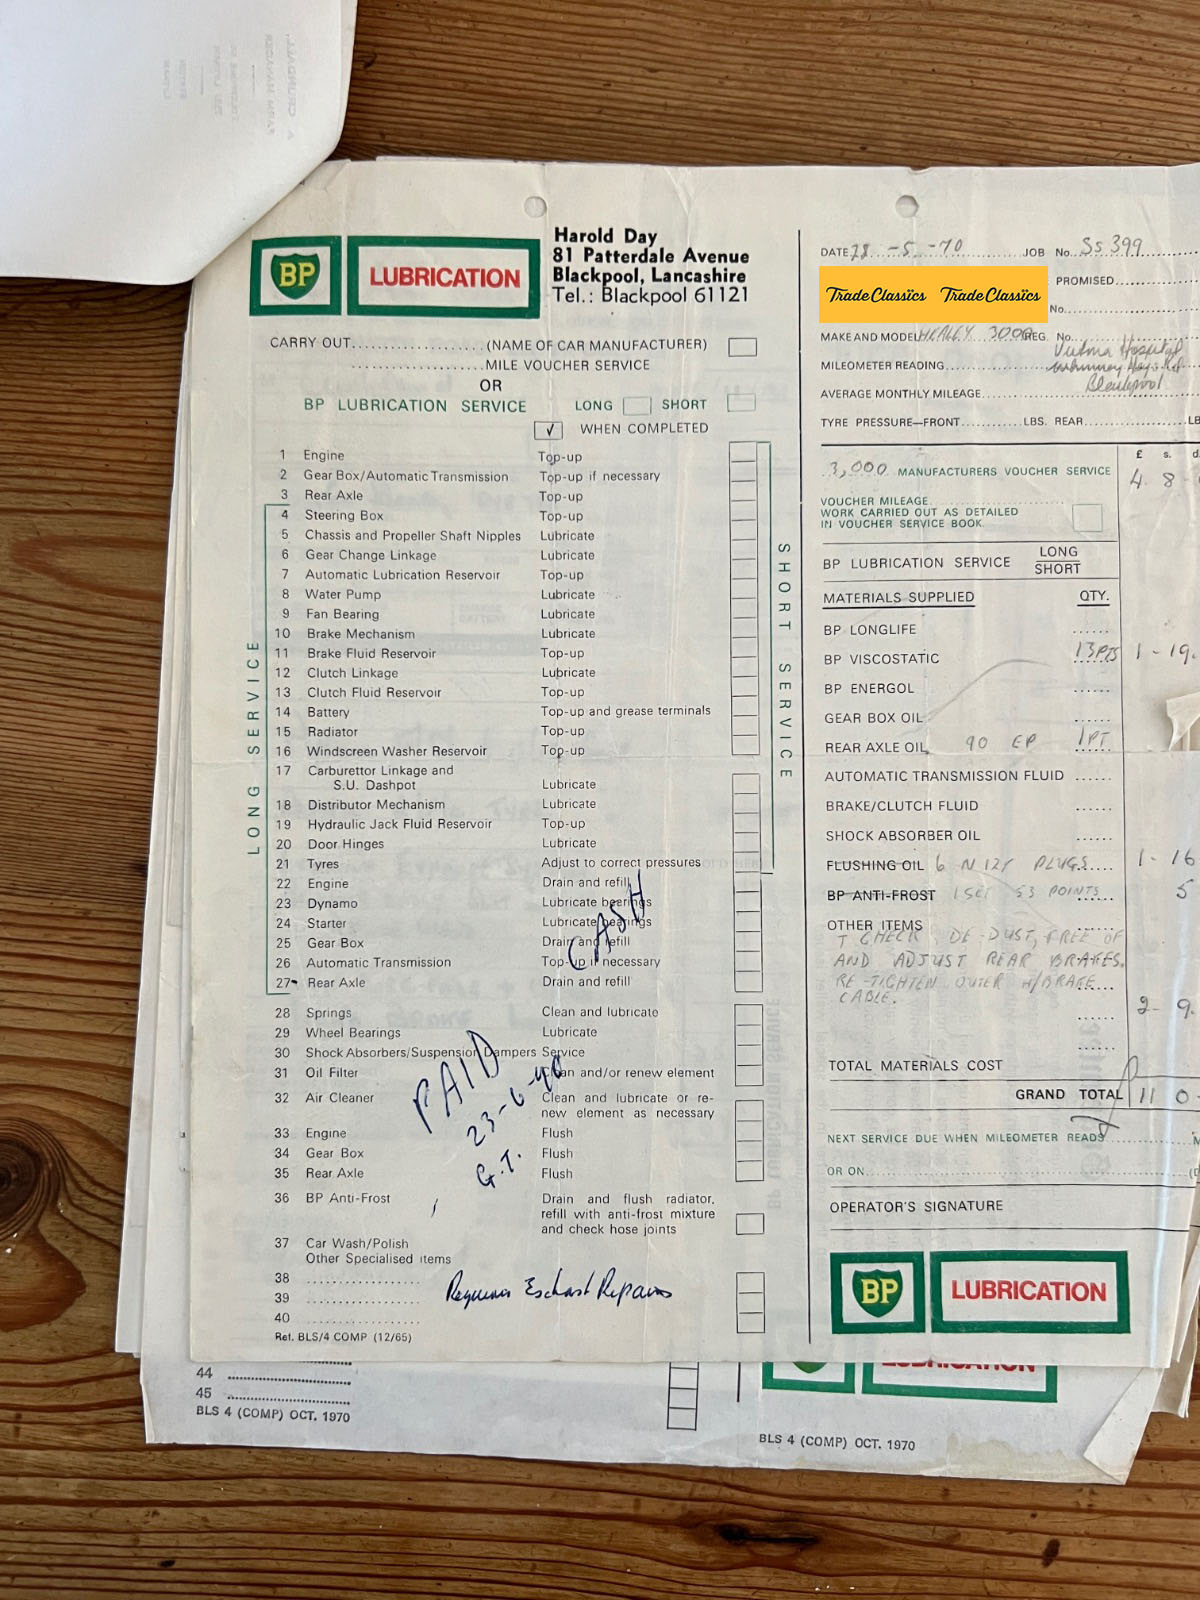 BP
LUBRICATION
Harold Day
81 Patterdale Avenue
Blackpool, Lancashire
Tel.: Blackpool 61121
CARRY OUT (NAME OF CAR MANUFACTURER)
MILE VOUCHER SERVICE
OR
BP LUBRICATION SERVICE LONG SHORT
√ WHEN COMPLETED
1 Engine Top-up
2 Gear Box/Automatic Transmission Top-up if necessary
3 Rear Axle Top-up
4 Steering Box Top-up
5 Chassis and Propeller Shaft Nipples Lubricate
6 Gear Change Linkage Lubricate
7 Automatic Lubrication Reservoir Top-up
8 Water Pump Lubricate
9 Fan Bearing Lubricate
10 Brake Mechanism Lubricate
11 Brake Fluid Reservoir Top-up
12 Clutch Linkage Lubricate
13 Clutch Fluid Reservoir Top-up
14 Battery Top-up and grease terminals
15 Radiator Top-up
16 Windscreen Washer Reservoir Top-up
17 Carburettor Linkage and
S.U. Dashpot Lubricate
18 Distributor Mechanism Lubricate
19 Hydraulic Jack Fluid Reservoir Top-up
20 Door Hinges Lubricate
21 Tyres Adjust to correct pressures
22 Engine Drain and refill
23 Dynamo Lubricate bearings
24 Starter Lubricate bearings
25 Gear Box Drain and refill
26 Automatic Transmission Top-up if necessary
27 Rear Axle Drain and refill
28 Springs Clean and lubricate
29 Wheel Bearings Lubricate
30 Shock Absorbers/Suspension Dampers Service
31 Oil Filter Clean and/or renew element
32 Air Cleaner Clean and lubricate or re-
new element as necessary
33 Engine Flush
34 Gear Box Flush
35 Rear Axle Flush
36 BP Anti-Frost Drain and flush radiator,
refill with anti-frost mixture
and check hose joints
37 Car Wash/Polish
Other Specialised items
38
39
40
Ref. BLS/4 COMP (12/65)
LONG SERVICE
SHORT SERVICE
CASH
PAID
23-6-70
G.T.
Repairs
DATE 28-5-70 JOB No. SS 399
Trade Classics Trade Classics
PROMISED
No.
MAKE AND MODEL HEALEY 3000 REG. No.
Hospital
MILEOMETER READING
Blackpool
AVERAGE MONTHLY MILEAGE
TYRE PRESSURE—FRONT LBS. REAR LB
£ s. d
3,000 MANUFACTURERS VOUCHER SERVICE 4 8
VOUCHER MILEAGE
WORK CARRIED OUT AS DETAILED
IN VOUCHER SERVICE BOOK.
BP LUBRICATION SERVICE LONG
SHORT
MATERIALS SUPPLIED QTY.
BP LONGLIFE
BP VISCOSTATIC 13 PTS 1-19.
BP ENERGOL
GEAR BOX OIL
REAR AXLE OIL 90 EP 1 PT.
AUTOMATIC TRANSMISSION FLUID
BRAKE/CLUTCH FLUID
SHOCK ABSORBER OIL
FLUSHING OIL 6 N12Y PLUGS 1-16
BP ANTI-FROST 1 SET 53 POINTS 5
OTHER ITEMS
CHECK, DE-DUST, FREE OF
AND ADJUST REAR BRAKES.
RE-TIGHTEN OUTER H/BRAKE
CABLE.
2-9.
TOTAL MATERIALS COST
GRAND TOTAL 11 0
NEXT SERVICE DUE WHEN MILEOMETER READS M
OR ON
OPERATOR'S SIGNATURE
BP
LUBRICATION
44
45
BLS 4 (COMP) OCT. 1970
LUBRICATION
BLS 4 (COMP) OCT. 1970